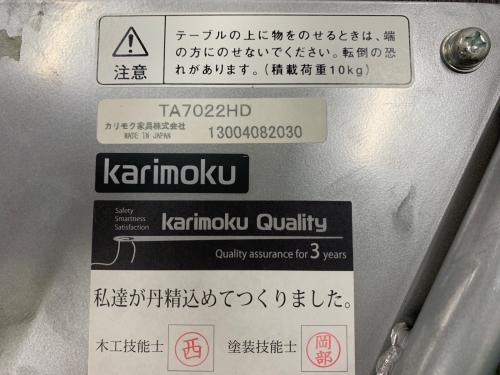 テーブルの上に物をのせるときは、端
の方にのせないでください。転倒の恐
れがあります。(積載荷重10kg)
注意
TA7022HD
カリモク家具株式会社
MADE IN JAPAN
13004082030
karimoku
Safety
Smartness
Satisfaction
karimoku Quality
Quality assurance for 3 years
私達が丹精込めてつくりました。
木工技能士 西 塗装技能士 岡部